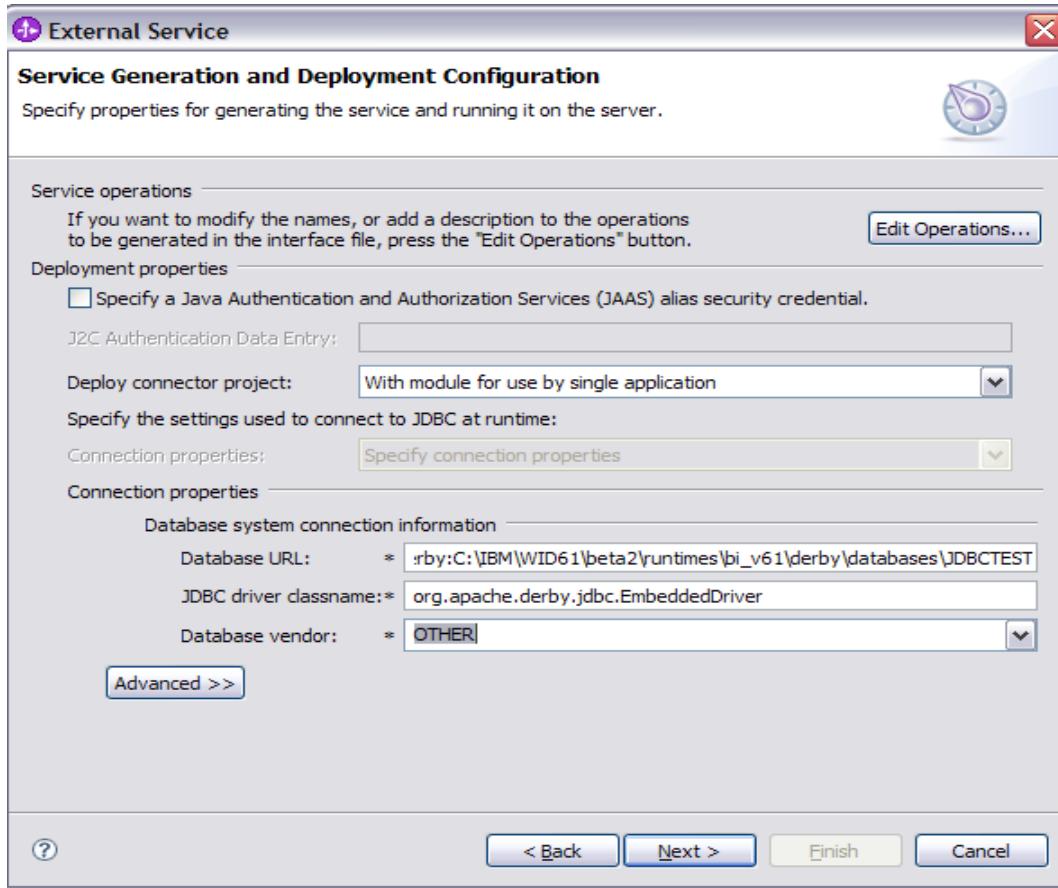 External Service
Service Generation and Deployment Configuration
Specify properties for generating the service and running it on the server.
Service operations
If you want to modify the names, or add a description to the operations
to be generated in the interface file, press the "Edit Operations" button.
Edit Operations...
Deployment properties
Specify a Java Authentication and Authorization Services (JAAS) alias security credential.
J2C Authentication Data Entry:
Deploy connector project: With module for use by single application
Specify the settings used to connect to JDBC at runtime:
Connection properties: Specify connection properties
Connection properties
Database system connection information
Database URL: * rby:C:\IBM\WID61\beta2\runtimes\bi_v61\derby\databases\JDBCTEST
JDBC driver classname:* org.apache.derby.jdbc.EmbeddedDriver
Database vendor: * OTHER
Advanced >>
? < Back Next > Finish Cancel